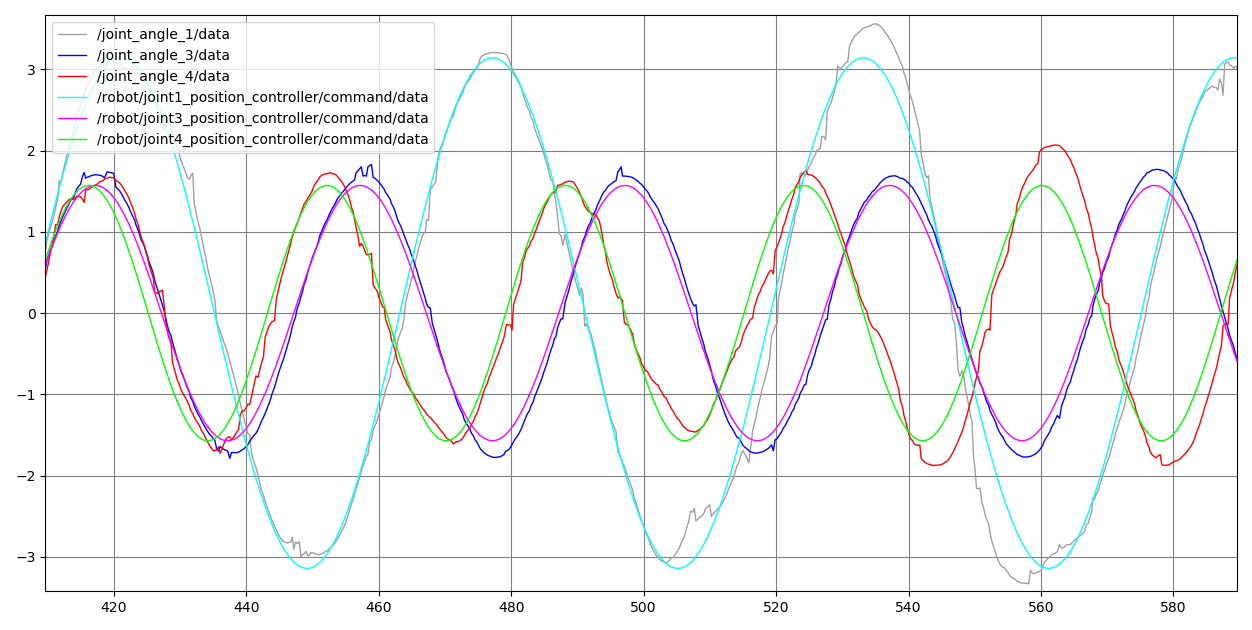 /joint_angle_1/data
/joint_angle_3/data
/joint_angle_4/data
/robot/joint1_position_controller/command/data
/robot/joint3_position_controller/command/data
/robot/joint4_position_controller/command/data
3
2
1
0
−1
−2
−3
420 440 460 480 500 520 540 560 580